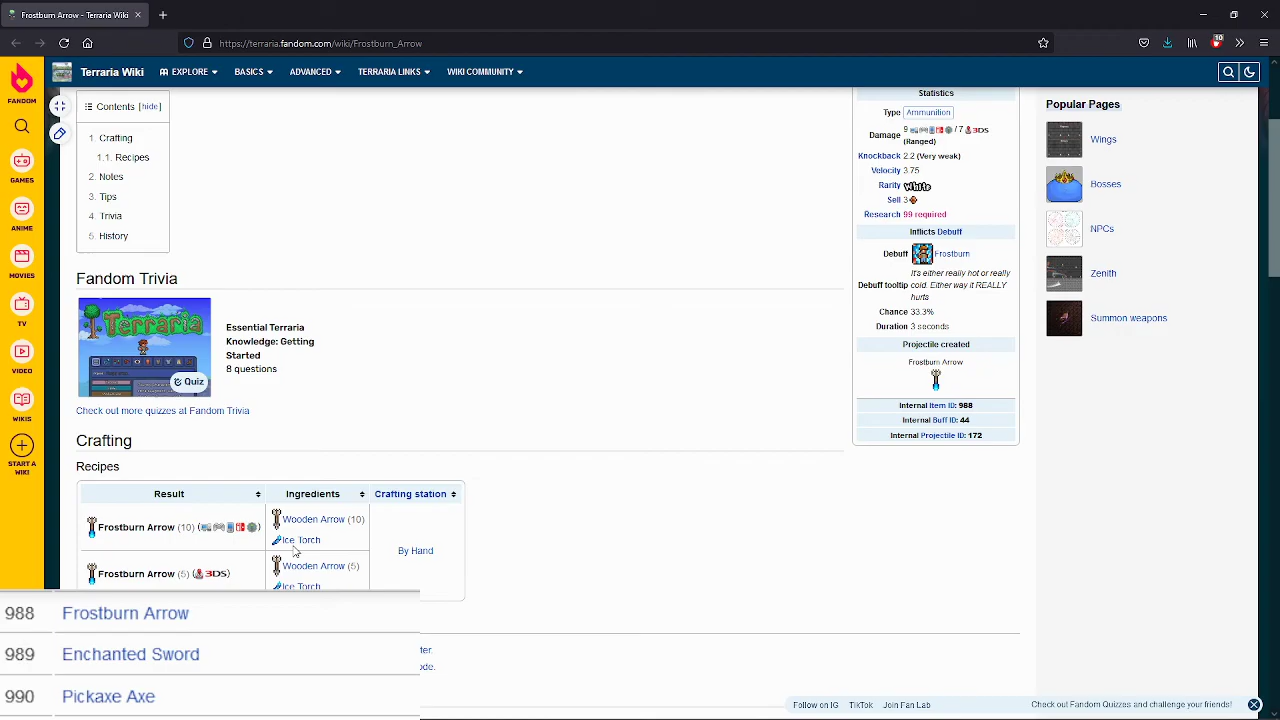 Frostburn Arrow - Terraria Wiki
https://terraria.fandom.com/wiki/Frostburn_Arrow
10
FANDOM
GAMES
ANIME
MOVIES
TV
VIDEO
WIKIS
START A
WIKI
Terraria Wiki
EXPLORE
BASICS
ADVANCED
TERRARIA LINKS
WIKI COMMUNITY
Contents [hide]
1 Crafting
1.1. Recipes
2. Notes
3. Tips
4. Trivia
5. History
Fandom Trivia
Terraria
Quiz
Essential Terraria
Knowledge: Getting
Started
8 quesions
Check out more quizzes at Fandom Trivia
Crafting
Recipes
Result Ingredients Crafting station
Frostburn Arrow (10) ( ) Wooden Arrow (10)
Ice Torch
By Hand
Frostburn Arrow (5) ( 3DS) Wooden Arrow (5)
Ice Torch
Statistics
Type Ammunition
Damage 9 / 7 3DS
(Ranged)
Knockback 2.2 (Very weak)
Velocity 3.75
Rarity White
Sell 3
Research 99 required
Inflicts Debuff
Debuff Frostburn
Debuff tooltip It's either really hot or really
cold. Either way it REALLY
hurts
Chance 33.3%
Duration 3 seconds
Projectile created
Frostburn Arrow
Internal Item ID: 988
Internal Buff ID: 44
Internal Projectile ID: 172
Popular Pages
Wings
Bosses
NPCs
Zenith
Summon weapons
988 Frostburn Arrow
989 Enchanted Sword
990 Pickaxe Axe
ter.
ode.
Follow on IG TikTok Join Fan Lab
Check out Fandom Quizzes and challenge your friends!